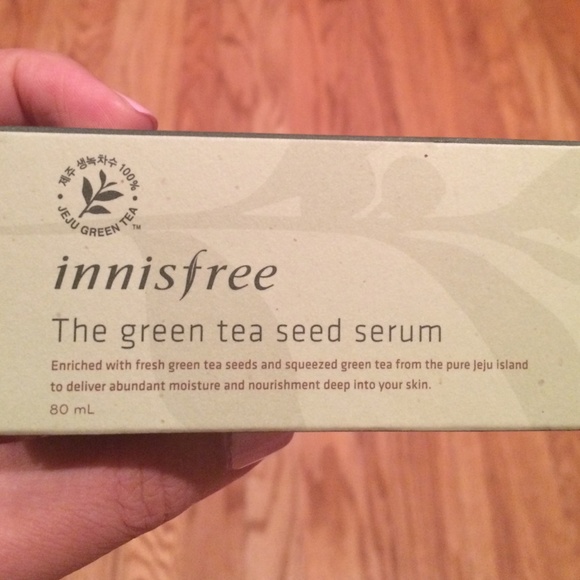 제주 생녹차수 100%
JEJU GREEN TEA™
innisfree
The green tea seed serum
Enriched with fresh green tea seeds and squeezed green tea from the pure Jeju island
to deliver abundant moisture and nourishment deep into your skin.
80 mL